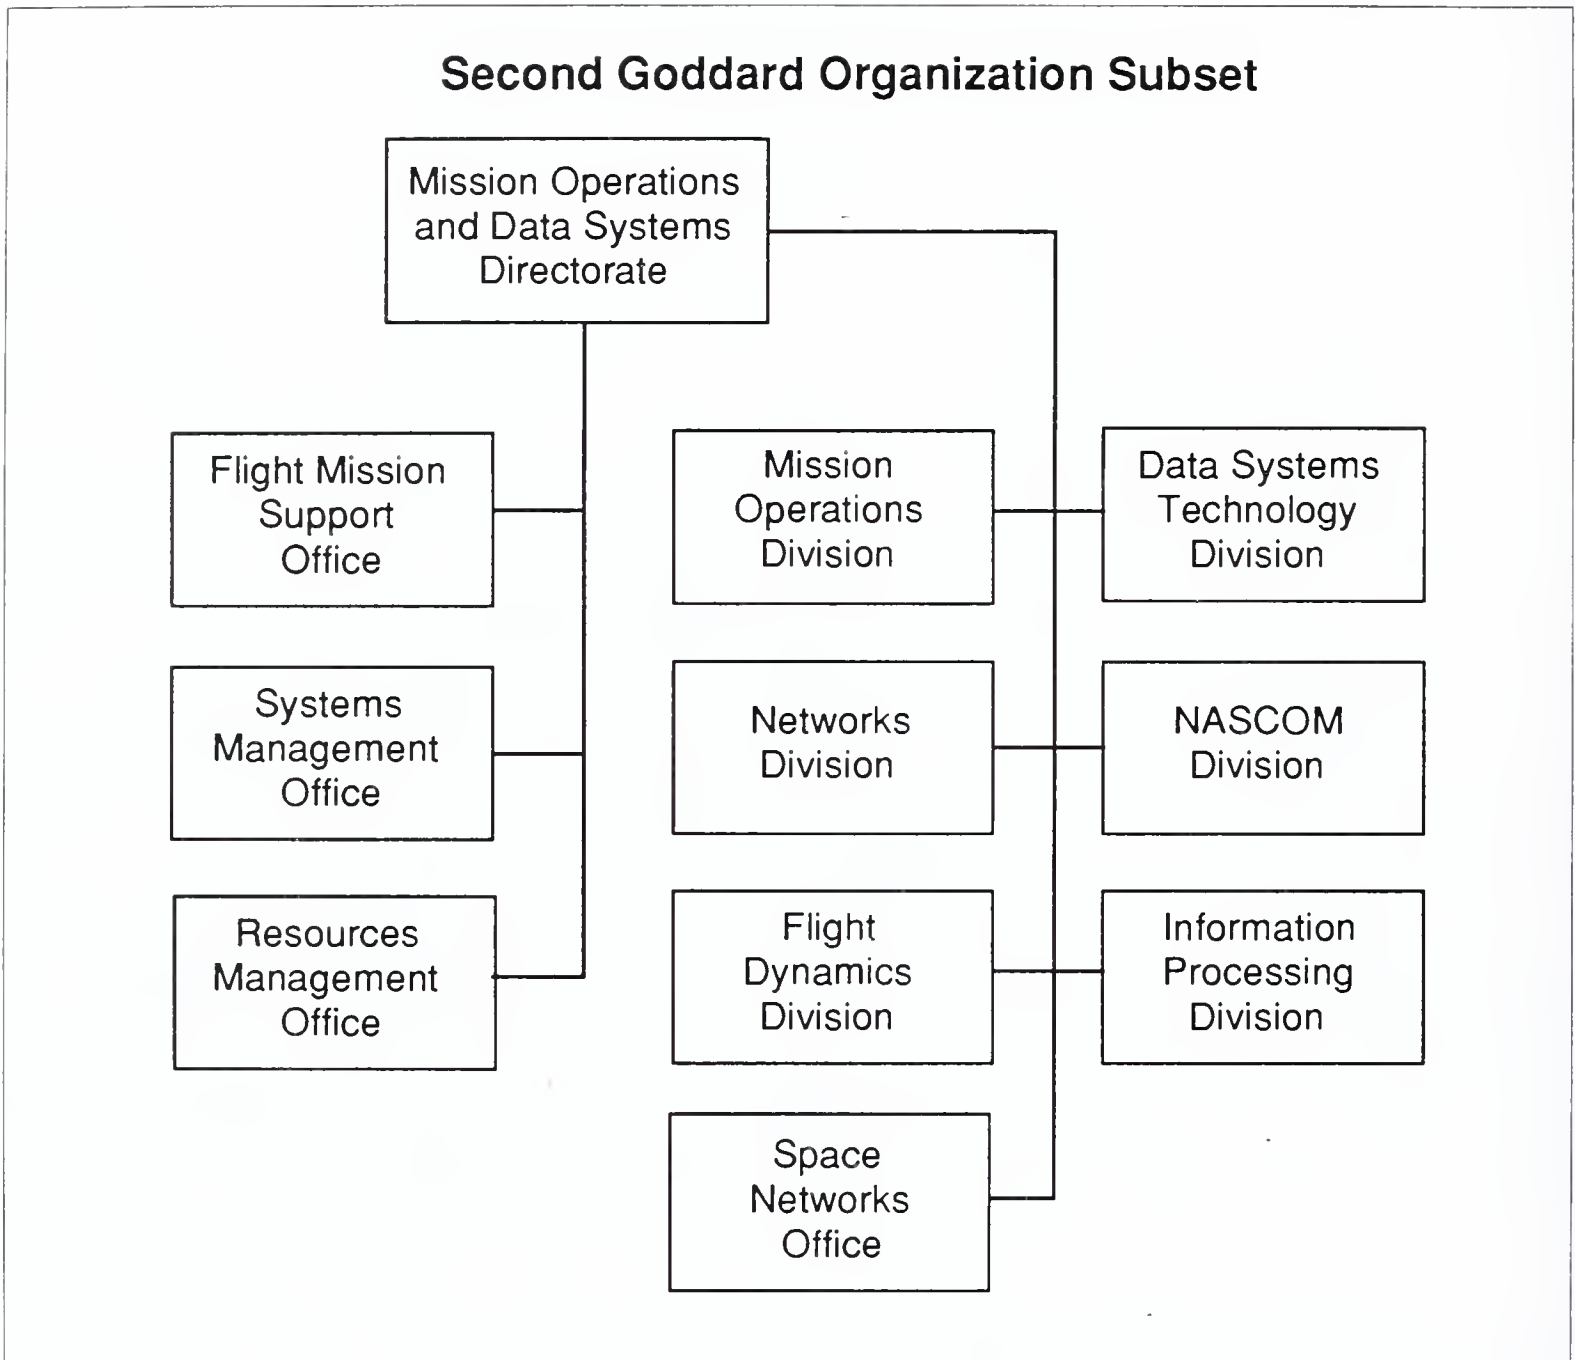 Second Goddard Organization Subset
Mission Operations
and Data Systems
Directorate
Flight Mission
Support
Office
Mission
Operations
Division
Data Systems
Technology
Division
Systems
Management
Office
Networks
Division
NASCOM
Division
Resources
Management
Office
Flight
Dynamics
Division
Information
Processing
Division
Space
Networks
Office